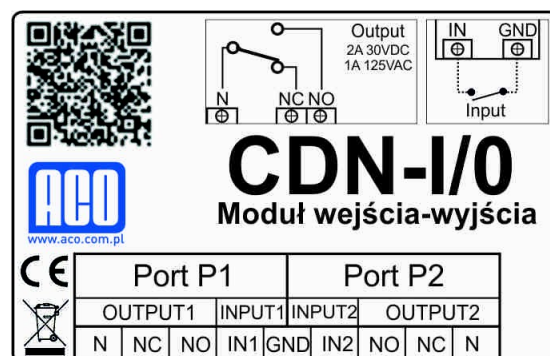 Output
2A 30VDC
1A 125VAC
N NC NO
IN GND
Input
ACO
www.aco.com.pl
CDN-I/0
Moduł wejścia-wyjścia
CE
Port P1 Port P2
OUTPUT1 INPUT1 INPUT2 OUTPUT2
N NC NO IN1 GND IN2 NO NC N